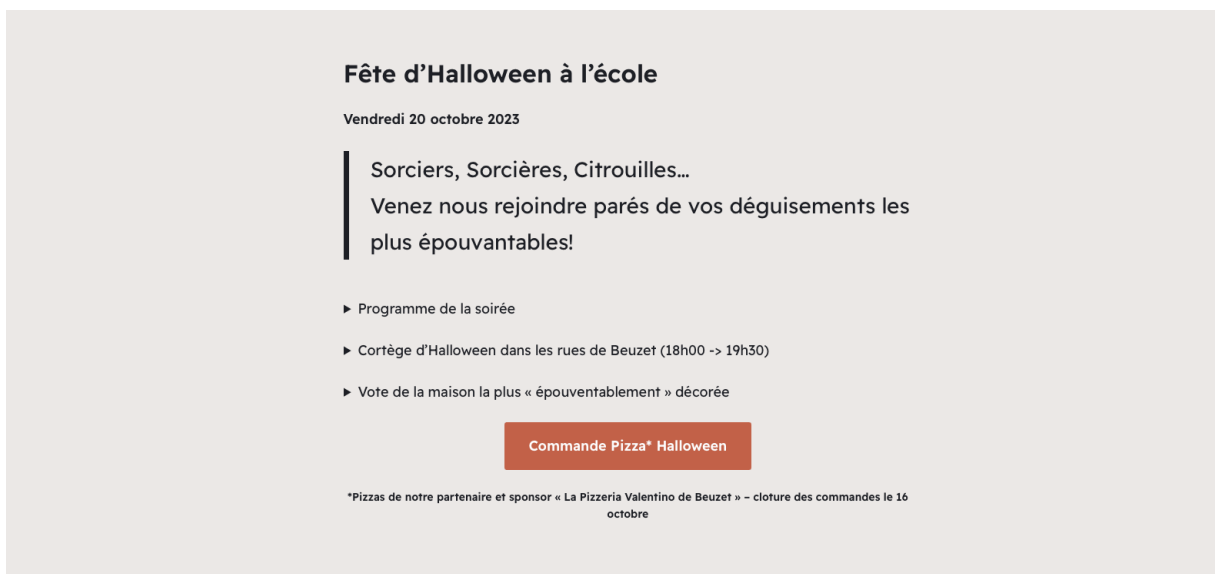 Fête d’Halloween à l’école
Vendredi 20 octobre 2023
Sorciers, Sorcières, Citrouilles…
Venez nous rejoindre parés de vos déguisements les
plus épouvantables!
Programme de la soirée
Cortège d’Halloween dans les rues de Beuzet (18h00 -> 19h30)
Vote de la maison la plus « épouventablement » décorée
Commande Pizza* Halloween
*Pizzas de notre partenaire et sponsor « La Pizzeria Valentino de Beuzet » – cloture des commandes le 16
octobre